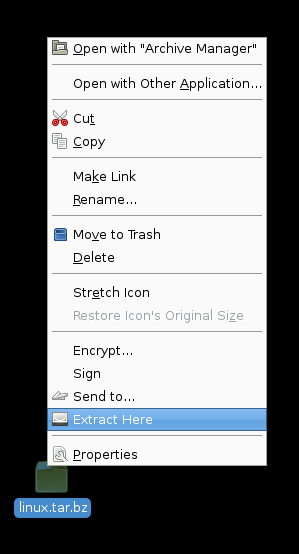 Open with "Archive Manager"
Open with Other Application...
Cut
Copy
Make Link
Rename...
Move to Trash
Delete
Stretch Icon
Restore Icon's Original Size
Encrypt...
Sign
Send to...
Extract Here
Properties
linux.tar.bz